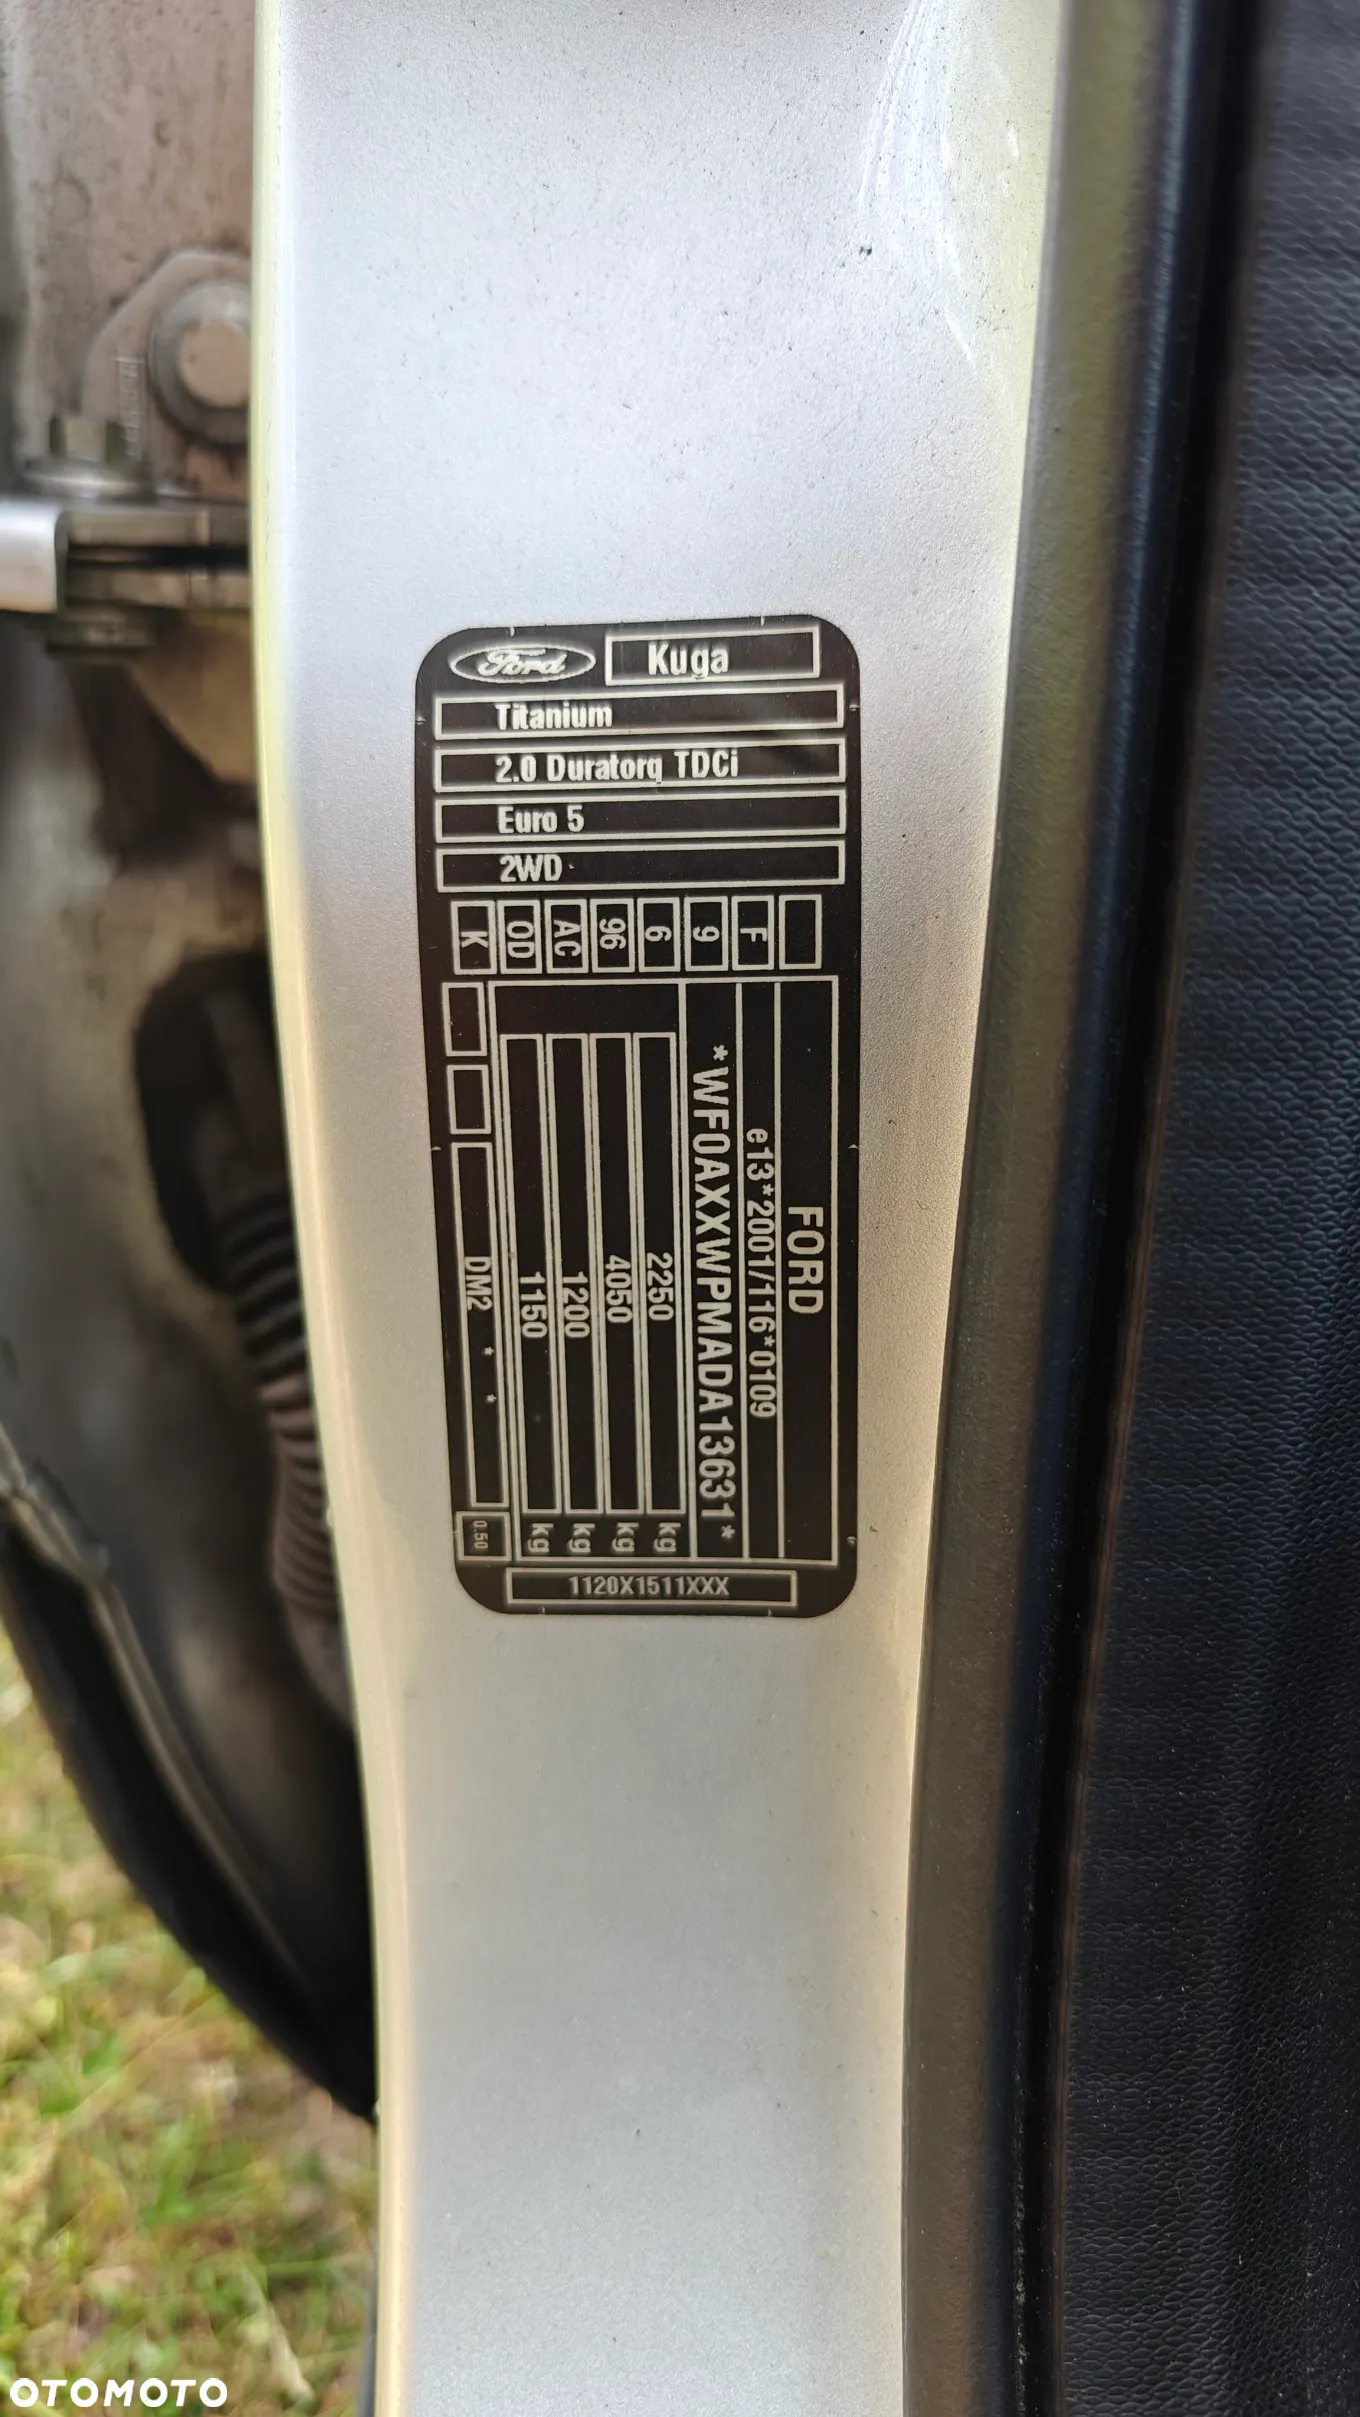 Ford
Kuga
Titanium
2.0 Duratorq TDCi
Euro 5
2WD
K OD AC 96 6 9 F
FORD
e13*2001/116*0109
*WF0AXXWPMADA13631*
2250 kg
4050 kg
1200 kg
1150 kg
DM2 * *
0.50
1120X1511XXX
OTOMOTO